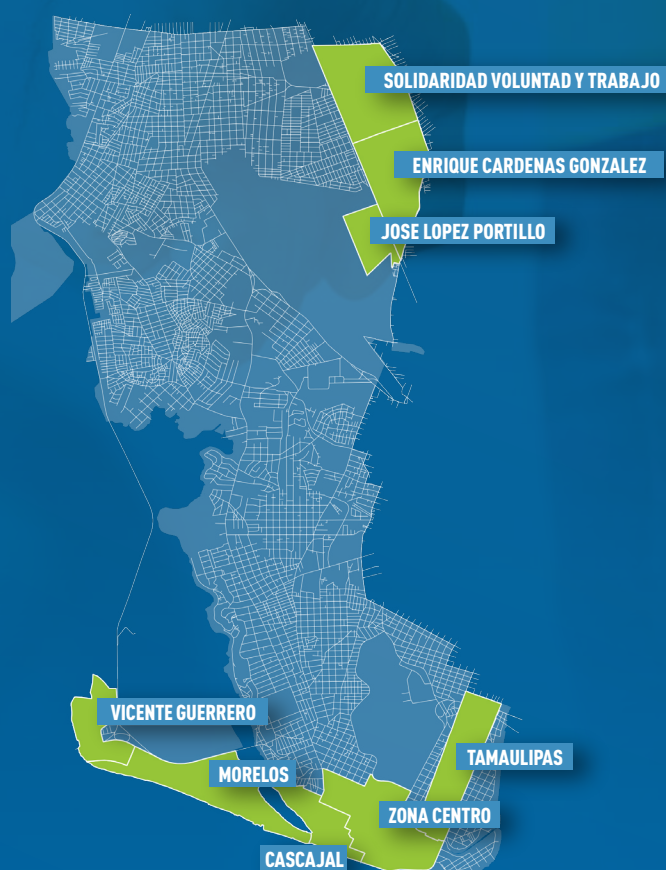 SOLIDARIDAD VOLUNTAD Y TRABAJO
ENRIQUE CARDENAS GONZALEZ
JOSE LOPEZ PORTILLO
VICENTE GUERRERO
TAMAULIPAS
MORELOS
ZONA CENTRO
CASCAJAL